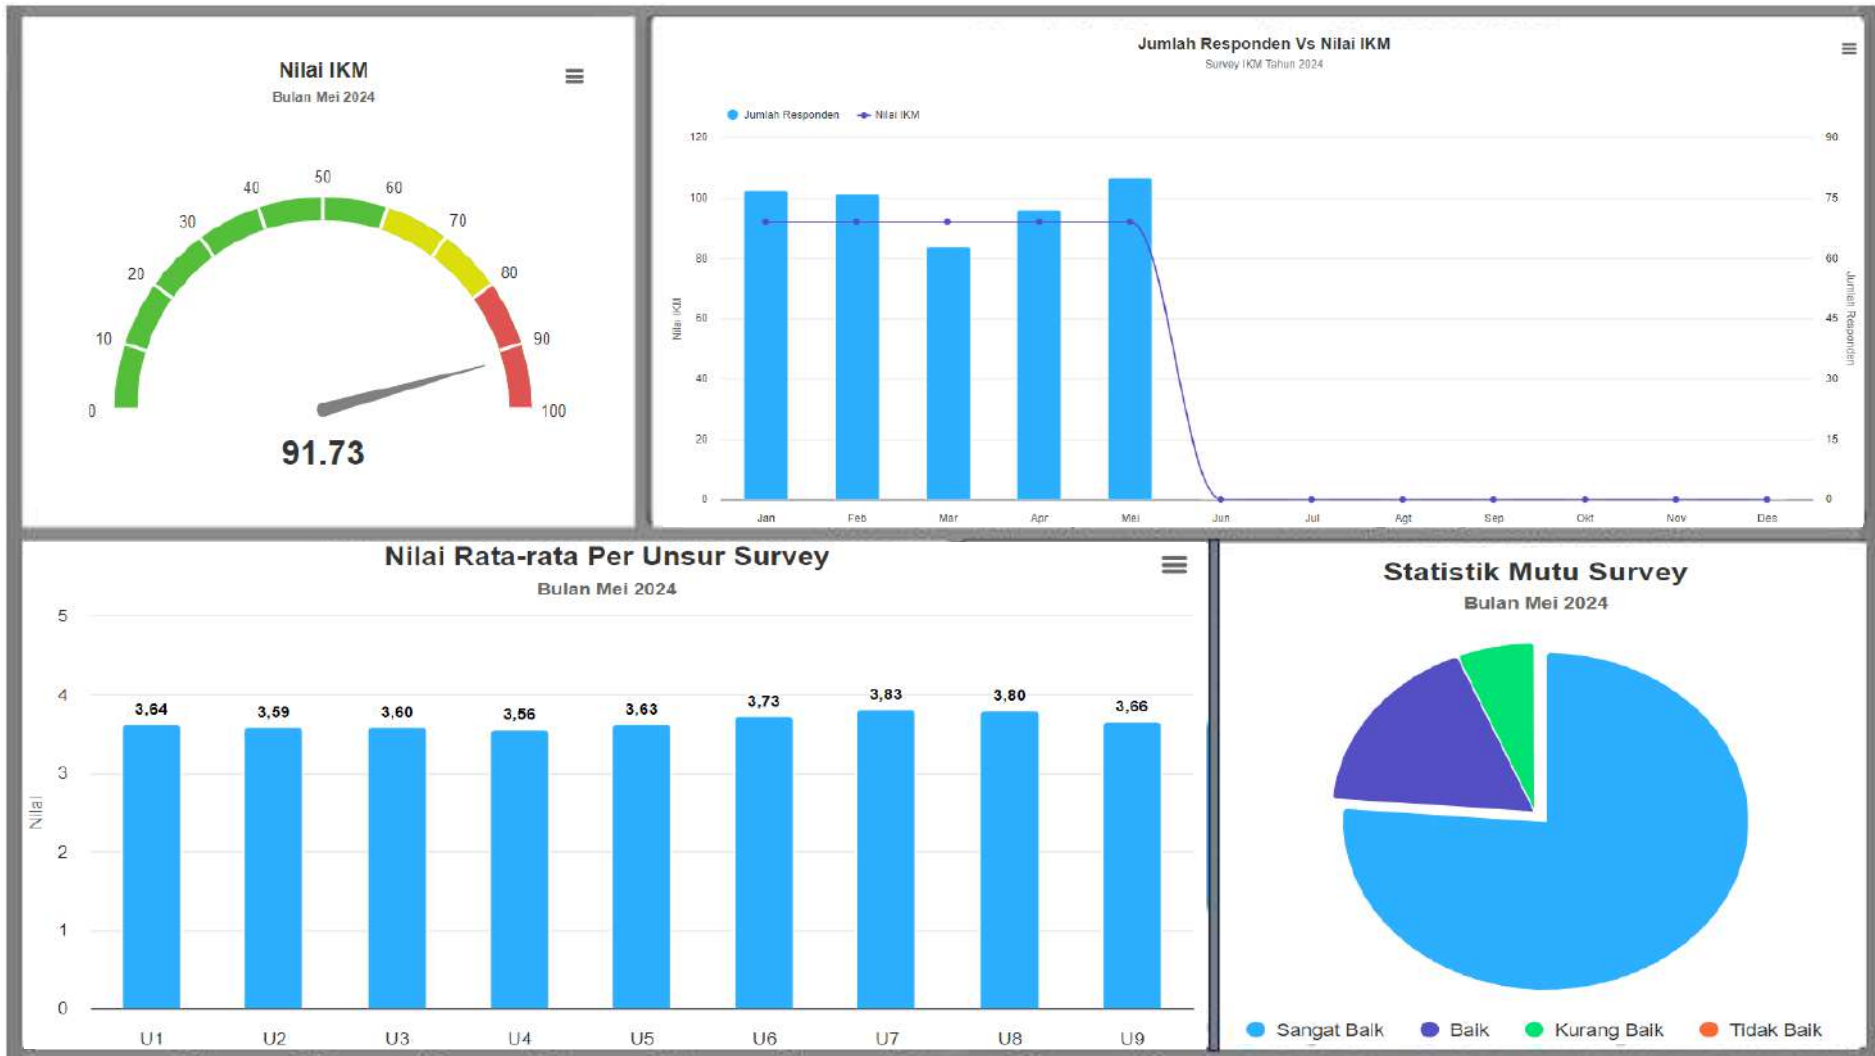 Nilai IKM
Bulan Mei 2024
0
10
20
30
40
50
60
70
80
90
100
91.73
Jumlah Responden Vs Nilai IKM
Survey IKM Tahun 2024
Jumlah Responden Nilai IKM
Nilai IKM
120
100
80
60
40
20
0
90
75
60
45
30
15
0
Jumlah Responden
Jan Feb Mar Apr Mei Jun Jul Agt Sep Okt Nov Des
Nilai Rata-rata Per Unsur Survey
Bulan Mei 2024
Nilai
5
4
3
2
1
0
3,64 3,59 3,60 3,56 3,63 3,73 3,83 3,80 3,66
U1 U2 U3 U4 U5 U6 U7 U8 U9
Statistik Mutu Survey
Bulan Mei 2024
Sangat Baik Baik Kurang Baik Tidak Baik